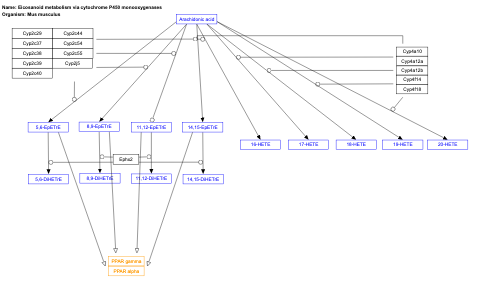 Name: Eicosanoid metabolism via cytochrome P450 monooxygenases
Organism: Mus musculus
Arachidonic acid
Cyp2c29 Cyp2c44
Cyp2c37 Cyp2c54
Cyp2c38 Cyp2c55
Cyp2c39 Cyp2j5
Cyp2c40
Cyp4a10
Cyp4a12a
Cyp4a12b
Cyp4f14
Cyp4f18
5,6-EpETrE 8,9-EpETrE 11,12-EpETrE 14,15-EpETrE
16-HETE 17-HETE 18-HETE 19-HETE 20-HETE
Ephx2
5,6-DiHETrE 8,9-DiHETrE 11,12-DiHETrE 14,15-DiHETrE
PPAR gamma
PPAR alpha